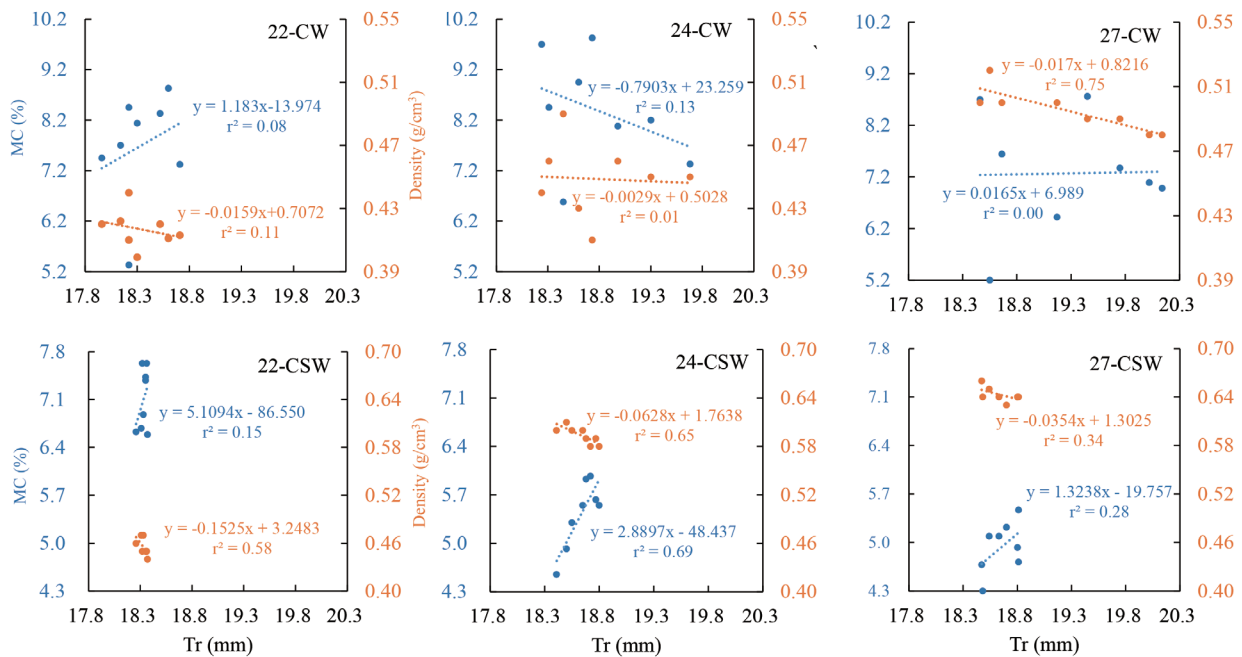 22-CW
10.2
9.2
8.2
7.2
6.2
5.2
MC (%)
y = 1.183x-13.974
r² = 0.08
y = -0.0159x+0.7072
r² = 0.11
0.55
0.51
0.47
0.43
0.39
Density (g/cm³)
17.8 18.3 18.8 19.3 19.8 20.3
24-CW
10.2
9.2
8.2
7.2
6.2
5.2
y = -0.7903x + 23.259
r² = 0.13
y = -0.0029x + 0.5028
r² = 0.01
0.55
0.51
0.47
0.43
0.39
17.8 18.3 18.8 19.3 19.8 20.3
27-CW
10.2
9.2
8.2
7.2
6.2
5.2
y = -0.017x + 0.8216
r² = 0.75
y = 0.0165x + 6.989
r² = 0.00
0.55
0.51
0.47
0.43
0.39
17.8 18.3 18.8 19.3 19.8 20.3
22-CSW
7.8
7.1
6.4
5.7
5.0
4.3
MC (%)
y = 5.1094x - 86.550
r² = 0.15
y = -0.1525x + 3.2483
r² = 0.58
0.70
0.64
0.58
0.52
0.46
0.40
Density (g/cm³)
17.8 18.3 18.8 19.3 19.8 20.3
Tr (mm)
24-CSW
7.8
7.1
6.4
5.7
5.0
4.3
y = -0.0628x + 1.7638
r² = 0.65
y = 2.8897x - 48.437
r² = 0.69
0.70
0.64
0.58
0.52
0.46
0.40
17.8 18.3 18.8 19.3 19.8 20.3
Tr (mm)
27-CSW
7.8
7.1
6.4
5.7
5.0
4.3
y = -0.0354x + 1.3025
r² = 0.34
y = 1.3238x - 19.757
r² = 0.28
0.70
0.64
0.58
0.52
0.46
0.40
17.8 18.3 18.8 19.3 19.8 20.3
Tr (mm)